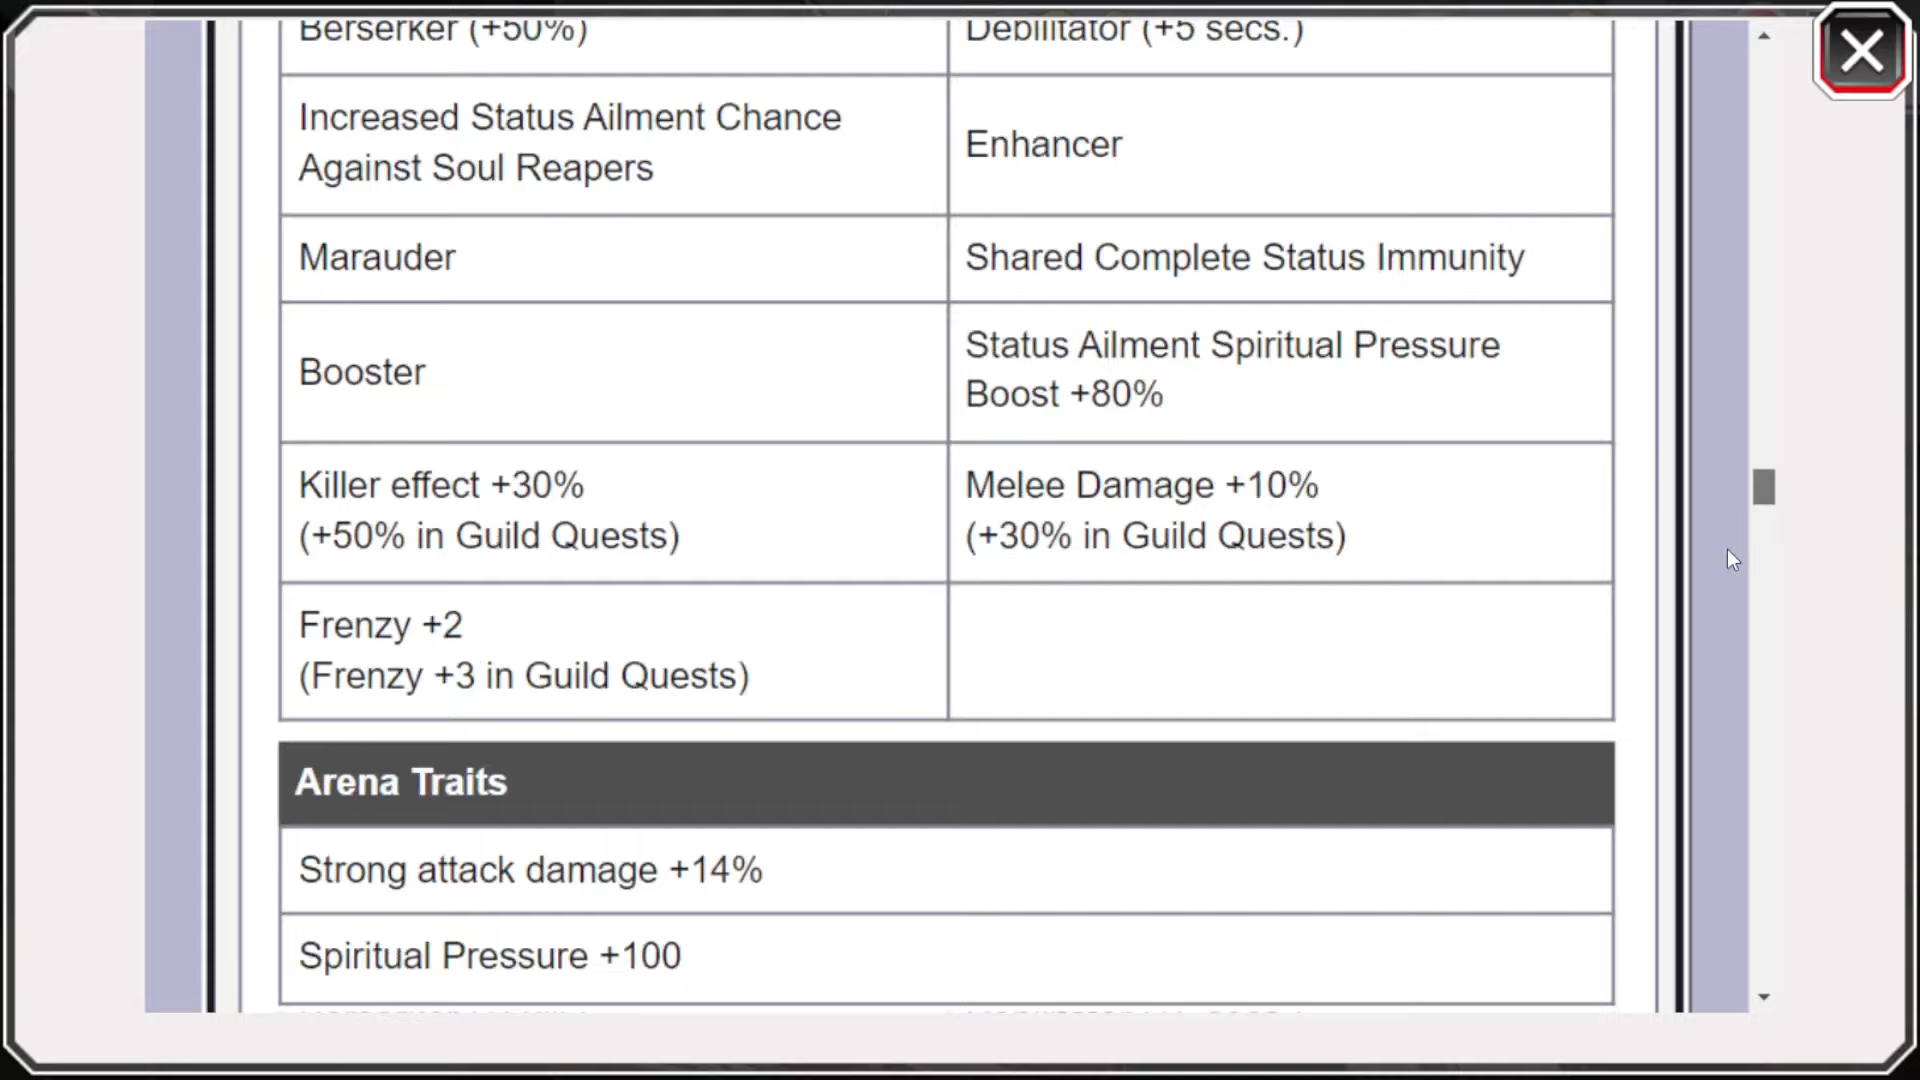 Berserker (+50%)
Debilitator (+5 secs.)
Increased Status Ailment Chance
Against Soul Reapers
Enhancer
Marauder
Shared Complete Status Immunity
Booster
Status Ailment Spiritual Pressure
Boost +80%
Killer effect +30%
(+50% in Guild Quests)
Melee Damage +10%
(+30% in Guild Quests)
Frenzy +2
(Frenzy +3 in Guild Quests)
Arena Traits
Strong attack damage +14%
Spiritual Pressure +100